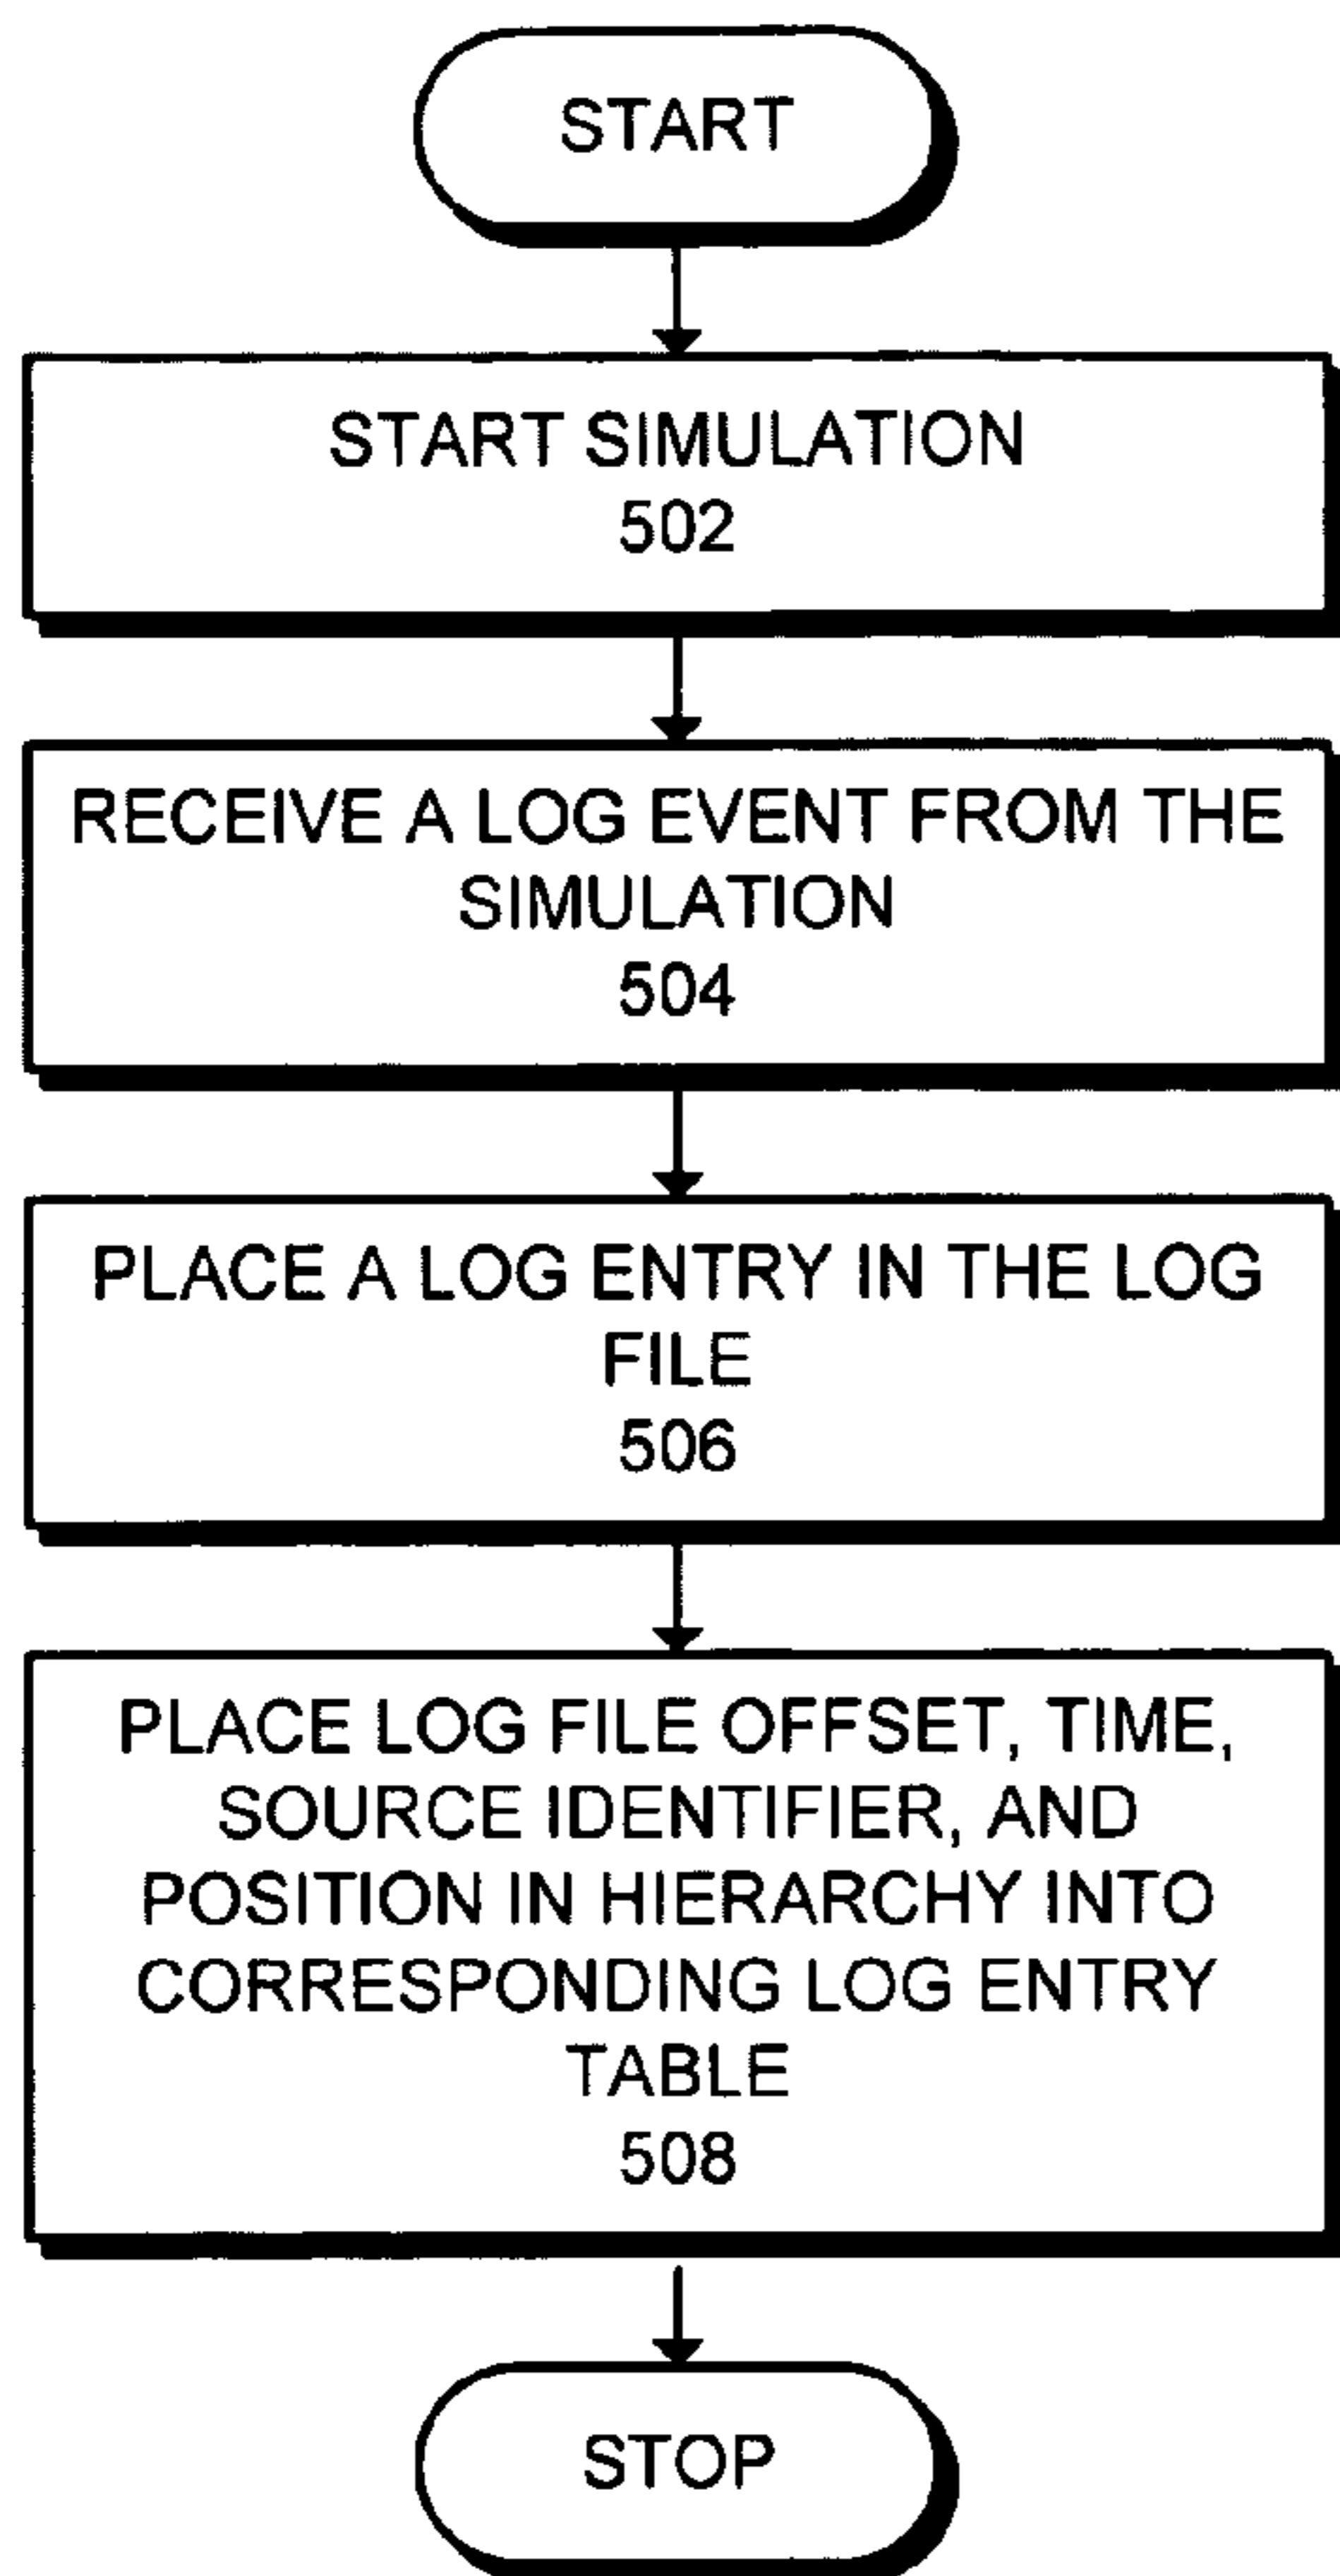 START
START SIMULATION
502
RECEIVE A LOG EVENT FROM THE
SIMULATION
504
PLACE A LOG ENTRY IN THE LOG
FILE
506
PLACE LOG FILE OFFSET, TIME,
SOURCE IDENTIFIER, AND
POSITION IN HIERARCHY INTO
CORRESPONDING LOG ENTRY
TABLE
508
STOP